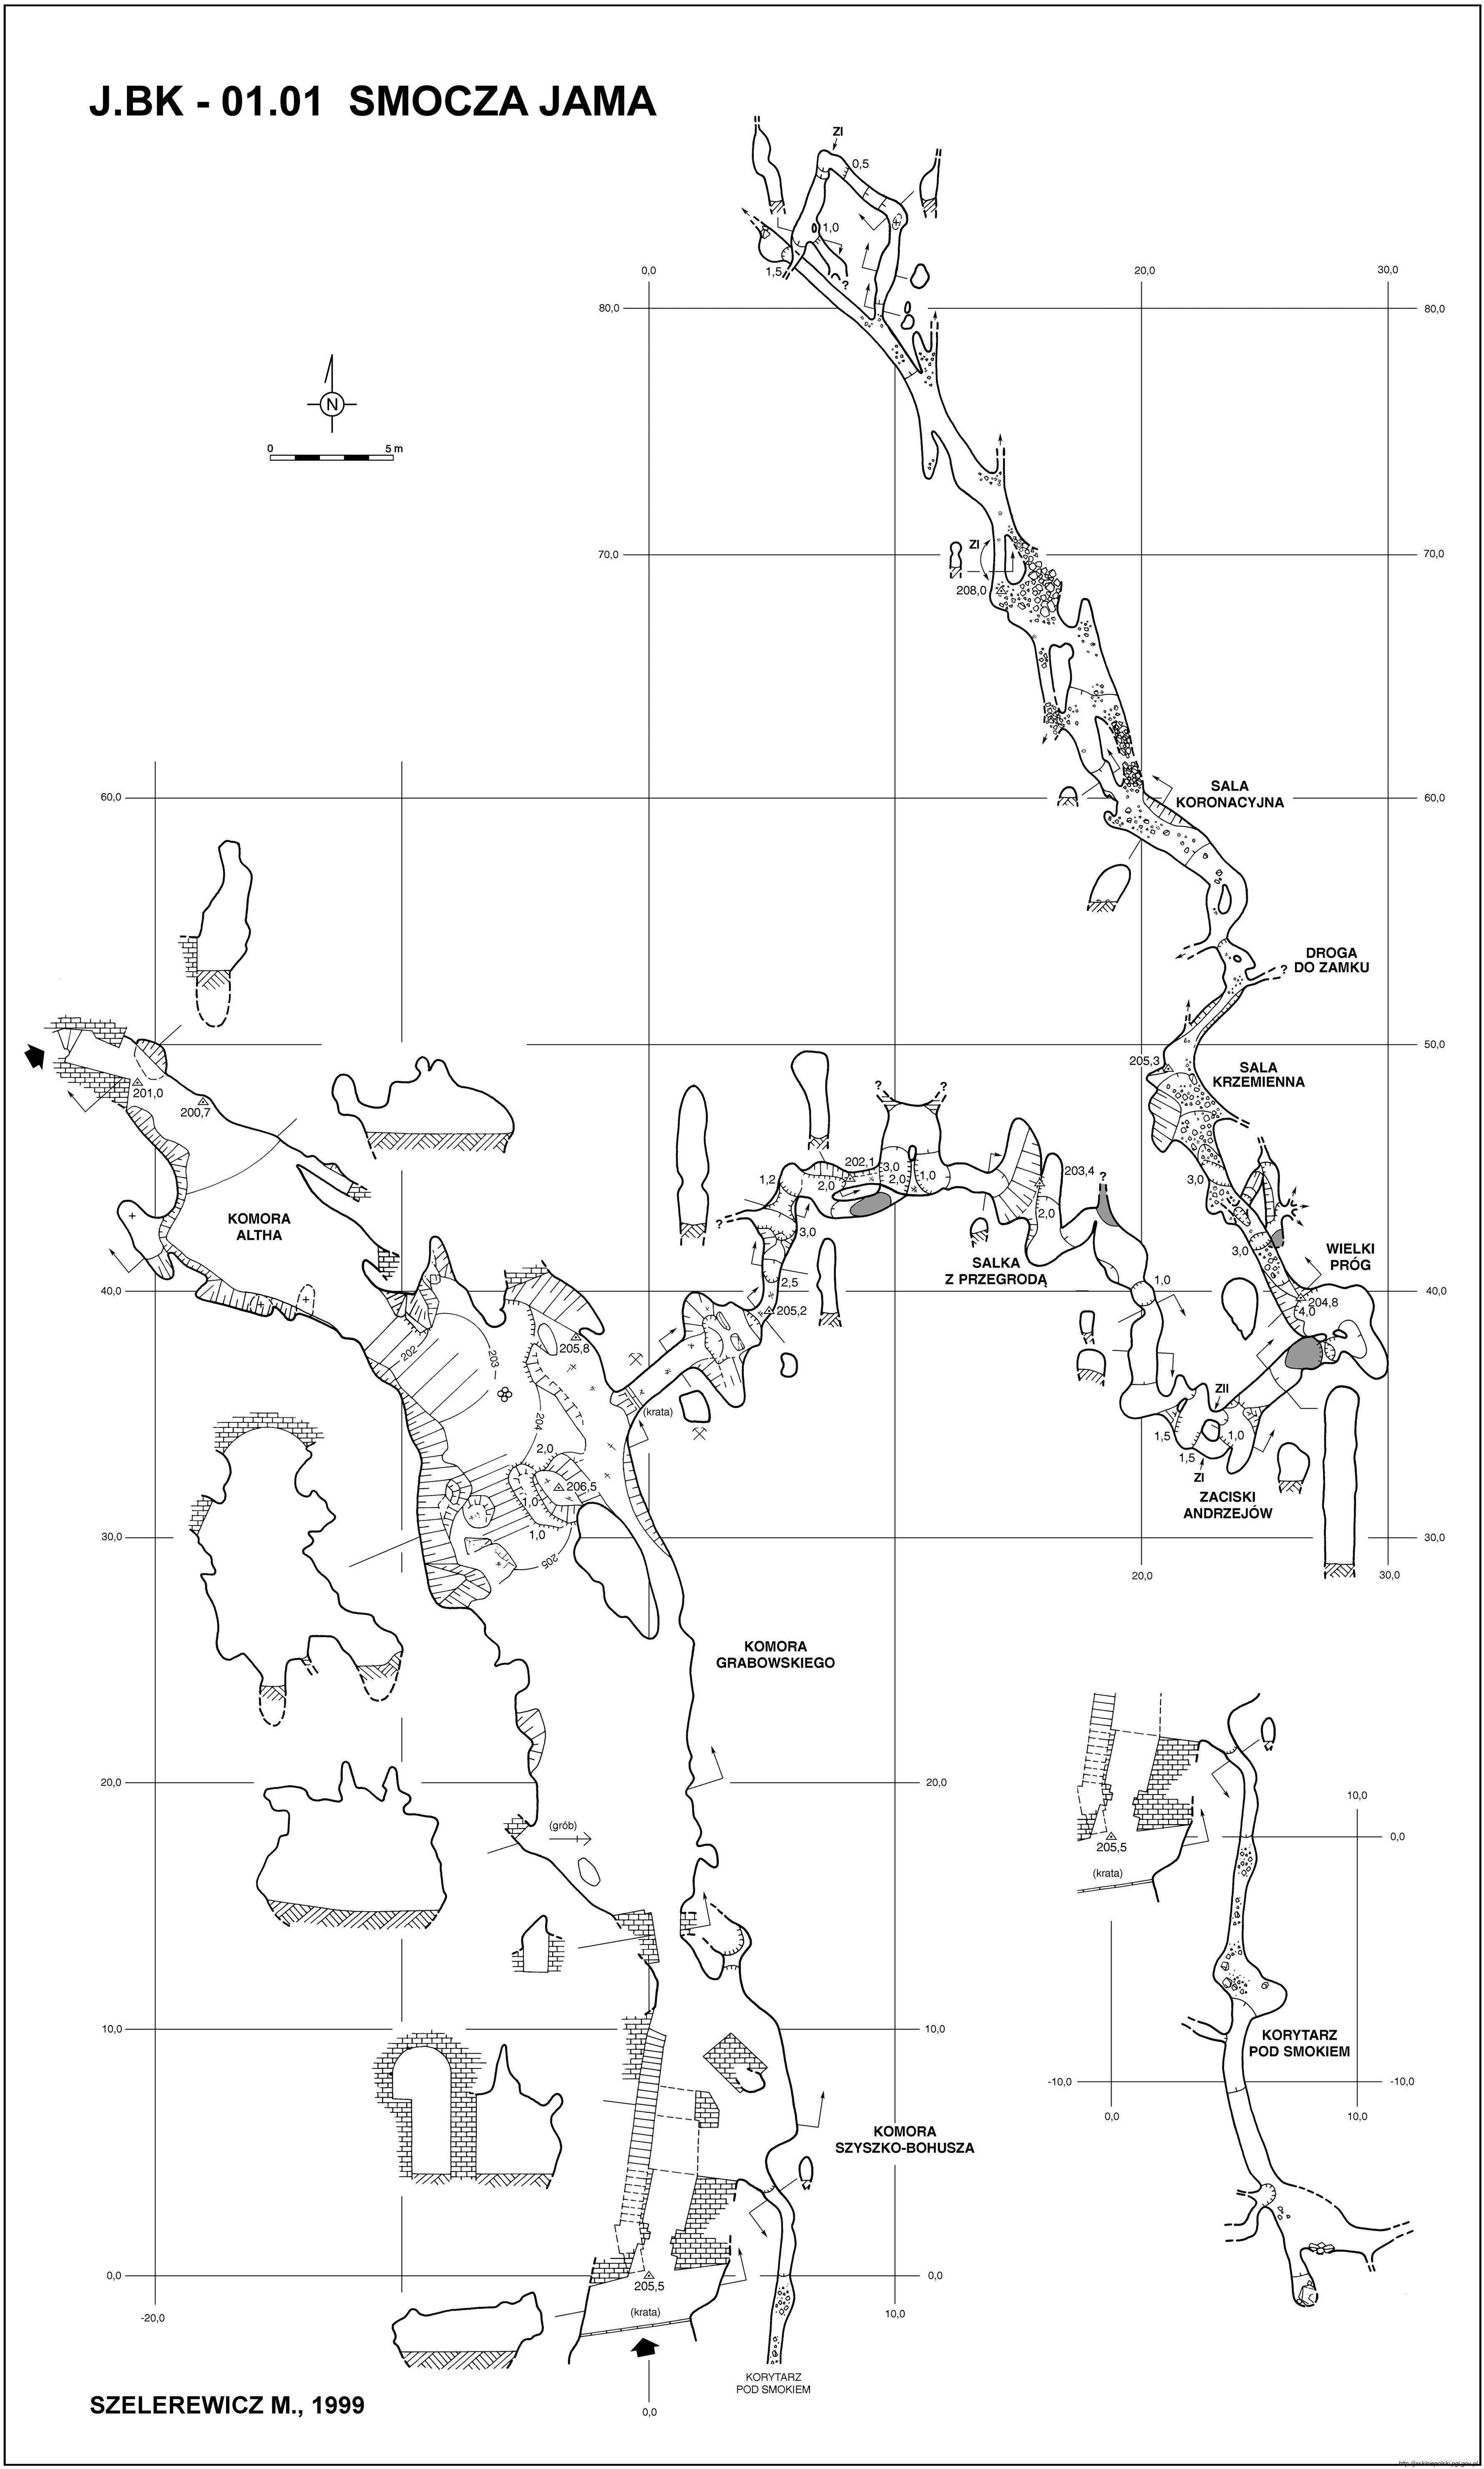 J.BK - 01.01 SMOCZA JAMA
ZI
0,5
1,0
1,5
?
0,0
20,0
30,0
80,0
80,0
N
0
5 m
70,0
ZI
70,0
208,0
60,0
SALA
KORONACYJNA
60,0
DROGA
DO ZAMKU
?
50,0
205,3
SALA
KRZEMIENNA
201,0
200,7
?
?
202,1
3,0
2,0
1,0
1,2
2,0
203,4
?
3,0
?
3,0
2,0
KOMORA
ALTHA
3,0
WIELKI
PRÓG
SALKA
Z PRZEGRODĄ
2,5
1,0
40,0
40,0
205,2
204,8
4,0
202
203
205,8
(krata)
204
ZII
1,5
1,0
1,5
2,0
ZI
206,5
1,0
ZACISKI
ANDRZEJÓW
1,0
30,0
205
30,0
20,0
30,0
KOMORA
GRABOWSKIEGO
20,0
20,0
10,0
(grób)
0,0
205,5
(krata)
10,0
10,0
KORYTARZ
POD SMOKIEM
-10,0
-10,0
0,0
10,0
KOMORA
SZYSZKO-BOHUSZA
0,0
0,0
205,5
(krata)
-20,0
10,0
KORYTARZ
POD SMOKIEM
SZELEREWICZ M., 1999
0,0
http://jaskiniepolski.pgi.gov.pl